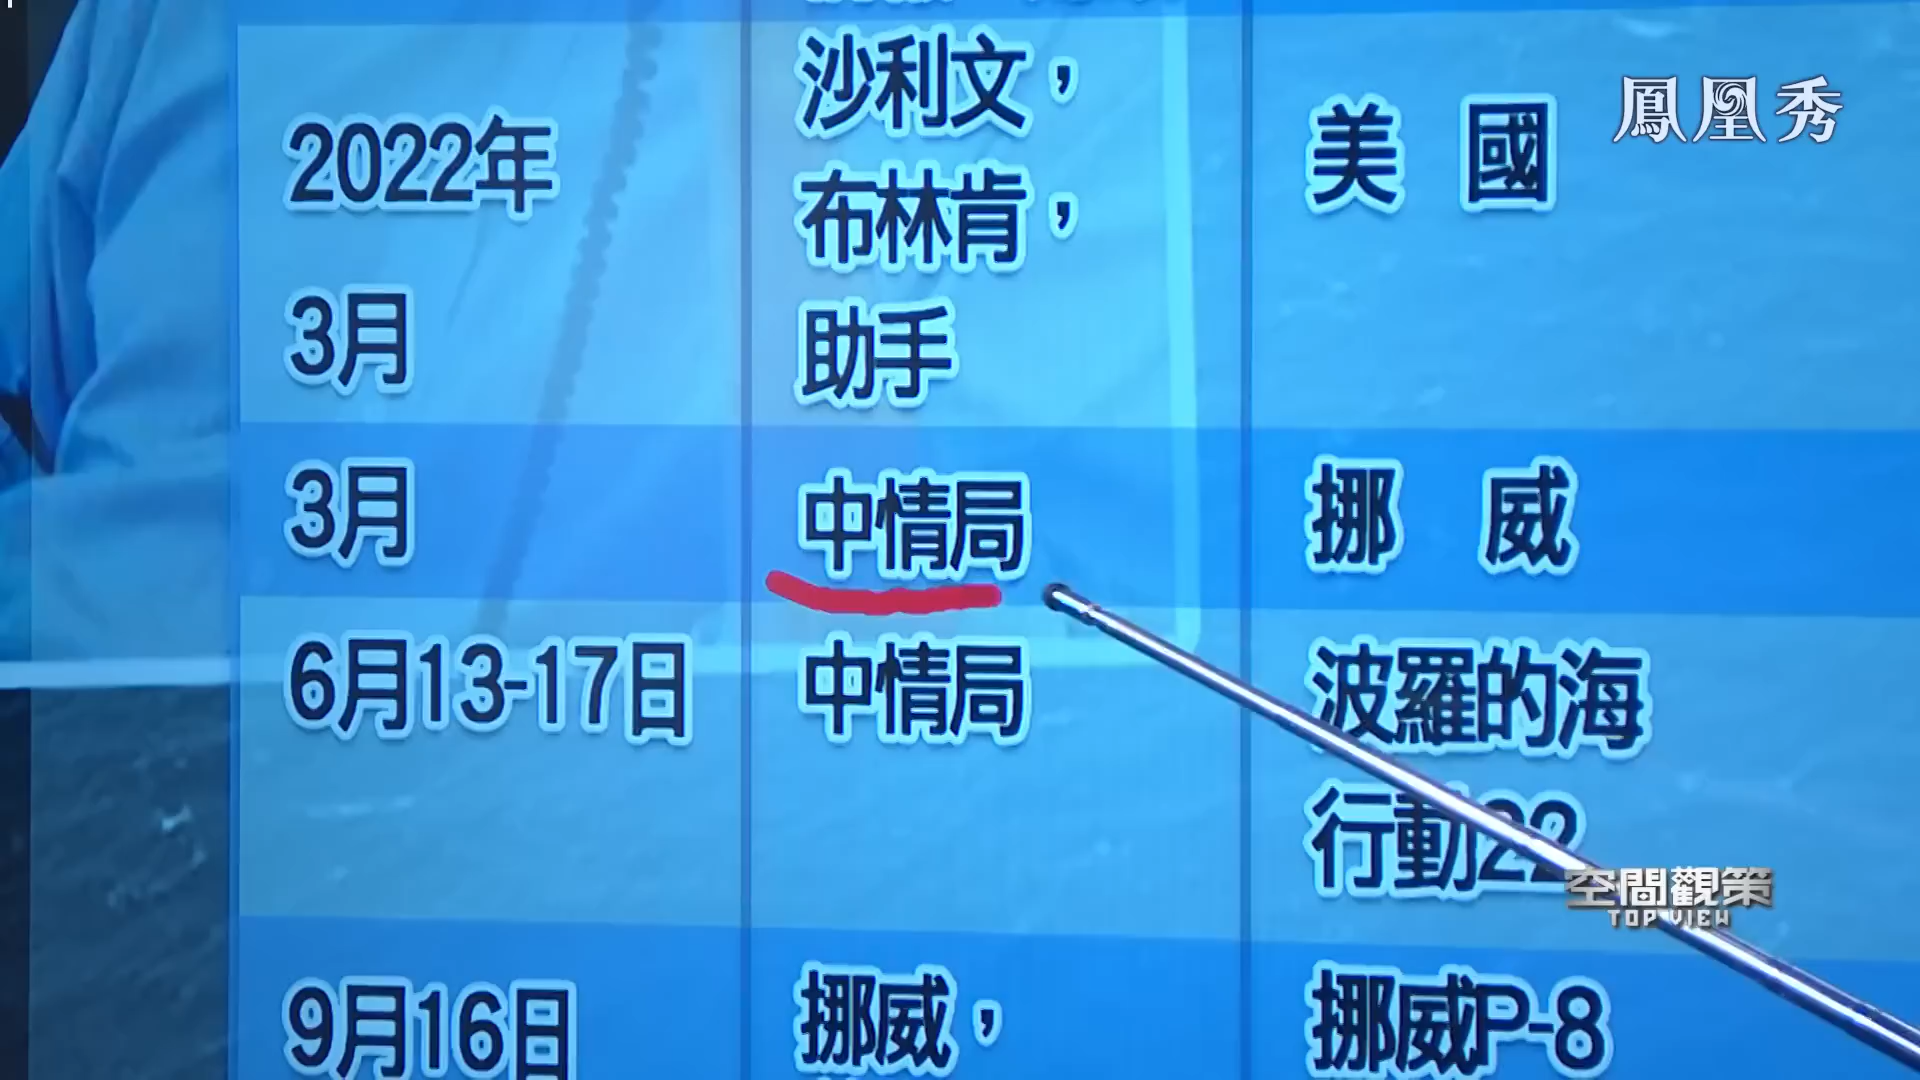 鳳凰秀
沙利文，
2022年
布林肯，
美 國
3月
助手
3月
中情局
挪 威
6月13-17日
中情局
波羅的海
行動22
空間觀策
TOP VIEW
9月16日
挪威，
挪威P-8